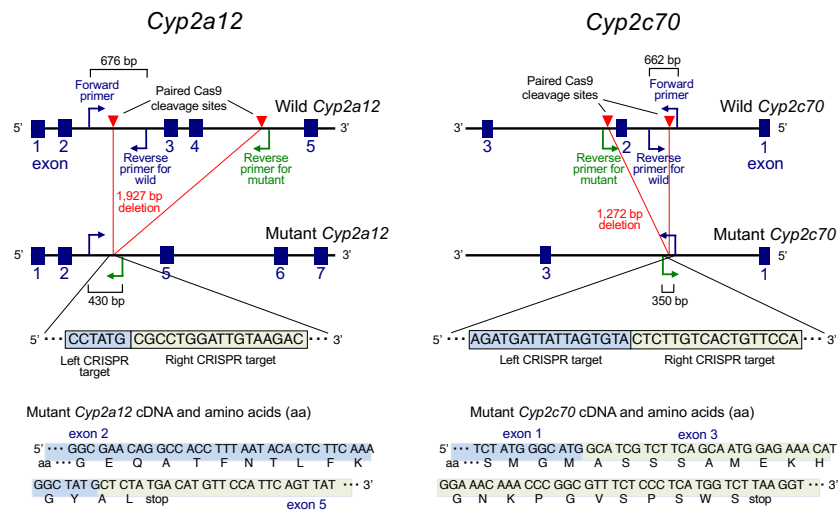 Cyp2a12
676 bp
Forward
primer
Paired Cas9
cleavage sites
Wild Cyp2a12
5’
3’
1
2
3
4
5
exon
Reverse
primer for
wild
Reverse
primer for
mutant
1,927 bp
deletion
Mutant Cyp2a12
5’
3’
1
2
5
6
7
430 bp
5’ ··· CCTATG CGCCTGGATTGTAAGAC ··· 3’
Left CRISPR
target
Right CRISPR target
Mutant Cyp2a12 cDNA and amino acids (aa)
exon 2
5’ ··· GGC GAA CAG GCC ACC TTT AAT ACA CTC TTC AAA
aa ··· G E Q A T F N T L F K
GGC TAT GCT CTA TGA CAT GTT CCA TTC AGT TAT ··· 3’
G Y A L stop
exon 5
Cyp2c70
662 bp
Paired Cas9
cleavage sites
Forward
primer
Wild Cyp2c70
5’
3’
3
2
1
exon
Reverse
primer for
mutant
Reverse
primer for
wild
1,272 bp
deletion
Mutant Cyp2c70
5’
3’
3
1
350 bp
5’ ··· AGATGATTATTAGTGTA CTCTTGTCACTGTTCCA ··· 3’
Left CRISPR target
Right CRISPR target
Mutant Cyp2c70 cDNA and amino acids (aa)
exon 1
exon 3
5’ ··· TCT ATG GGC ATG GCA TCG TCT TCA GCA ATG GAG AAA CAT
aa ··· S M G M A S S S A M E K H
GGA AAC AAA CCC GGC GTT TCT CCC TCA TGG TCT TAA GGT ··· 3’
G N K P G V S P S W S stop